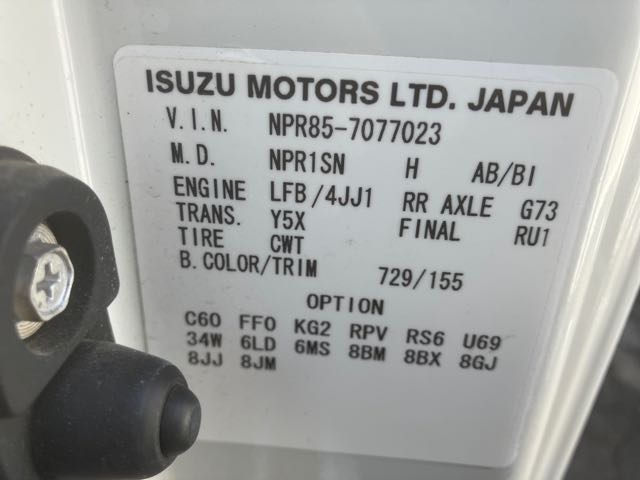 ISUZU MOTORS LTD. JAPAN
V.I.N. NPR85-7077023
M.D. NPR1SN H AB/BI
ENGINE LFB/4JJ1 RR AXLE G73
TRANS. Y5X FINAL RU1
TIRE CWT
B.COLOR/TRIM 729/155
OPTION
C60 FF0 KG2 RPV RS6 U69
34W 6LD 6MS 8BM 8BX 8GJ
8JJ 8JM